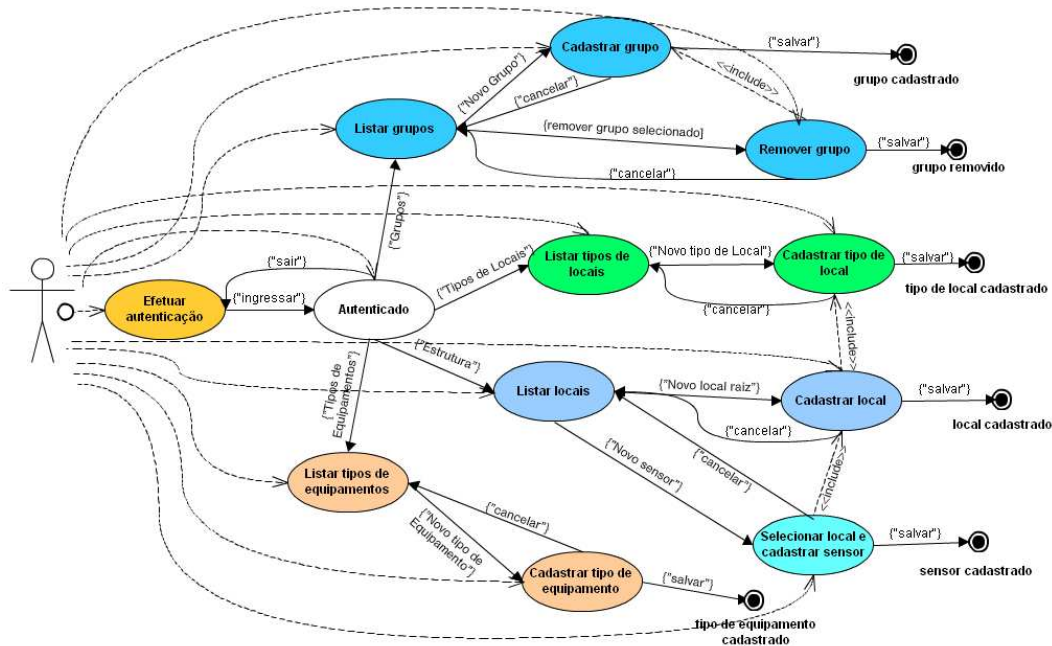 Cadastrar grupo
{"salvar"}
grupo cadastrado
<<include>>
{"Novo Grupo"}
{"cancelar"}
Listar grupos
{remover grupo selecionado]
Remover grupo
{"salvar"}
grupo removido
{"cancelar"}
{"Grupos"}
Listar tipos de
locais
{"Novo tipo de Local"}
Cadastrar tipo de
local
{"salvar"}
tipo de local cadastrado
{"sair"}
{"Tipos de Locais"}
{"cancelar"}
Efetuar
autenticação
{"ingressar"}
Autenticado
<<include>>
{"Estrutura"}
{"Tipos de
Equipamentos"}
Listar locais
{"Novo local raíz"}
Cadastrar local
{"salvar"}
local cadastrado
{"cancelar"}
{"Novo sensor"}
{"cancelar"}
<<include>>
Listar tipos de
equipamentos
{"cancelar"}
{"Novo tipo de
Equipamento"}
Selecionar local e
cadastrar sensor
{"salvar"}
sensor cadastrado
Cadastrar tipo de
equipamento
{"salvar"}
tipo de equipamento
cadastrado